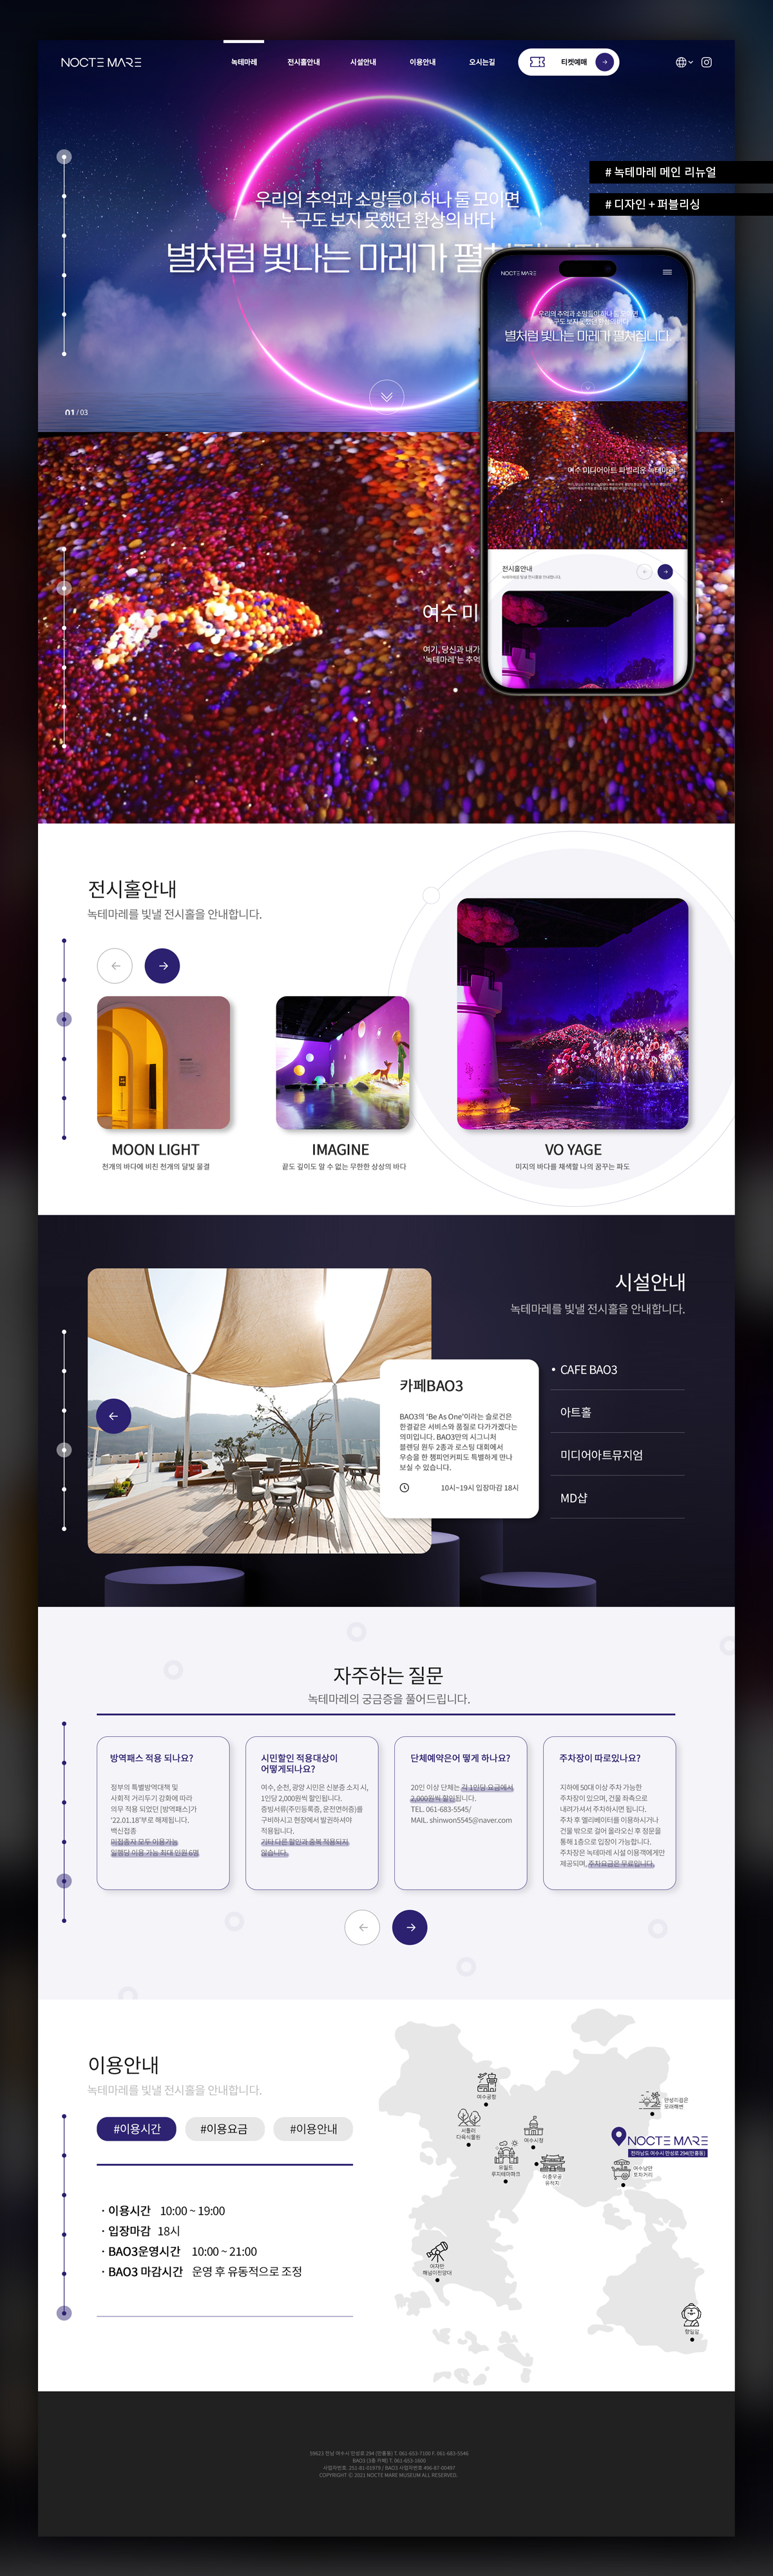 NOCTE MARE
녹테마레
전시홀안내
시설안내
이용안내
오시는길
티켓예매
# 녹테마레 메인 리뉴얼
# 디자인 + 퍼블리싱
우리의 추억과 소망들이 하나 둘 모이면
누구도 보지 못했던 환상의 바다
별처럼 빛나는 마레가 펼쳐집니다
01 / 03
NOCTE MARE
우리의 추억과 소망들이 하나 둘 모이면
누구도 보지 못했던 환상의 바다
별처럼 빛나는 마레가 펼쳐집니다
여수 미디어아트
전시홀안내
녹테마레를 빛낼 전시홀을 안내합니다.
여수 미
여기, 당신과 내가
'녹테마레'는 추억
전시홀안내
녹테마레를 빛낼 전시홀을 안내합니다.
MOON LIGHT
천개의 바다에 비친 천개의 달빛 물결
IMAGINE
끝도 깊이도 알 수 없는 무한한 상상의 바다
VO YAGE
미지의 바다를 채색할 나의 꿈꾸는 파도
시설안내
녹테마레를 빛낼 전시홀을 안내합니다.
카페BAO3
BAO3의 'Be As One'이라는 슬로건은
한결같은 서비와 품질로 다가가겠다는
의미입니다. BAO3만의 시그니처
블렌딩 원두 2종과 로스팅 대회에서
우승을 한 챔피언커피도 특별하게 만나
보실 수 있습니다.
10시~19시 입장마감 18시
• CAFE BAO3
아트홀
미디어아트뮤지엄
MD샵
자주하는 질문
녹테마레의 궁금증을 풀어드립니다.
방역패스 적용 되나요?
정부의 특별방역대책 및
사회적 거리두기 강화에 따라
의무 적용 되었던 [방역패스]가
'22.01.18'부로 해제됩니다.
백신접종
미접종자 모두 이용가능
일행당 이용 가능 최대 인원 6명
시민할인 적용대상이
어떻게되나요?
여수, 순천, 광양 시민은 신분증 소지 시,
1인당 2,000원씩 할인됩니다.
증빙서류(주민등록증, 운전면허증)를
구비하시고 현장에서 발권하셔야
적용됩니다.
기타 다른 할인과 중복 적용되지
않습니다.
단체예약은어 떻게 하나요?
20인 이상 단체는 각 1인당 요금에서
2,000원씩 할인됩니다.
TEL. 061-683-5545/
MAIL. shinwon5545@naver.com
주차장이 따로있나요?
지하에 50대 이상 주차 가능한
주차장이 있으며, 건물 좌측으로
내려가셔서 주차하시면 됩니다.
주차 후 엘리베이터를 이용하시거나
건물 밖으로 걸어 올라오신 후 정문을
통해 1층으로 입장이 가능합니다.
주차장은 녹테마레 시설 이용객에게만
제공되며, 주차요금은 무료입니다.
이용안내
녹테마레를 빛낼 전시홀을 안내합니다.
#이용시간
#이용요금
#이용안내
· 이용시간 10:00 ~ 19:00
· 입장마감 18시
· BAO3운영시간 10:00 ~ 21:00
· BAO3 마감시간 운영 후 유동적으로 조정
여수공항
만성리검은
모래해변
쏘틀리
다육식물원
여수시청
NOCTE MARE
전라남도 여수시 만성로 294(만흥동)
유월드
루지테마파크
이충무공
유적지
여수낭만
포차거리
여자만
해넘이전망대
향일암
59623 전남 여수시 만성로 294 (만흥동) T. 061-653-7100 F. 061-683-5546
BAO3 (3층 카페) T. 061-653-1600
사업자번호. 251-81-01979 / BAO3 사업자번호 496-87-00497
COPYRIGHT © 2021 NOCTE MARE MUSEUM ALL RESERVED.